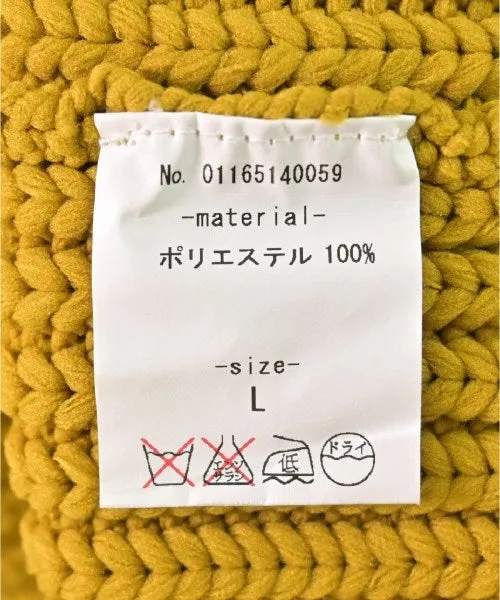 No. 01165140059
-material-
ポリエステル 100%
-size-
L
エンソ
サラシ
低
ドライ